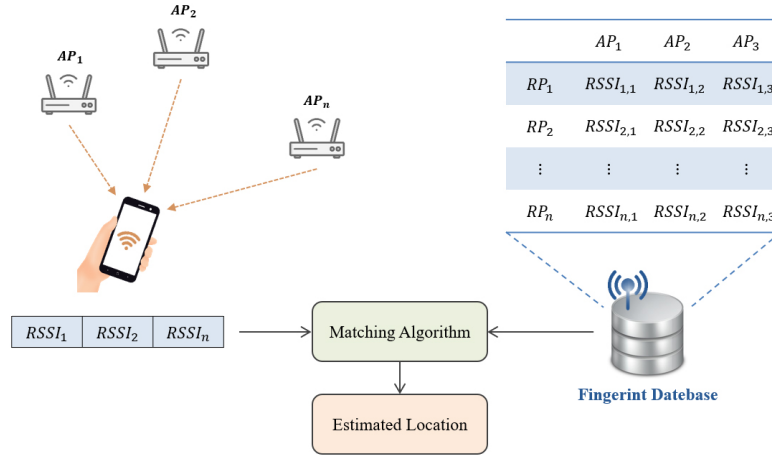 AP₁
AP₂
APₙ
AP₁ AP₂ AP₃
RP₁ RSSI₁,₁ RSSI₁,₂ RSSI₁,₃
RP₂ RSSI₂,₁ RSSI₂,₂ RSSI₂,₃
⋮ ⋮ ⋮ ⋮
RPₙ RSSIₙ,₁ RSSIₙ,₂ RSSIₙ,₃
RSSI₁ RSSI₂ RSSIₙ
Matching Algorithm
Fingerint Datebase
Estimated Location